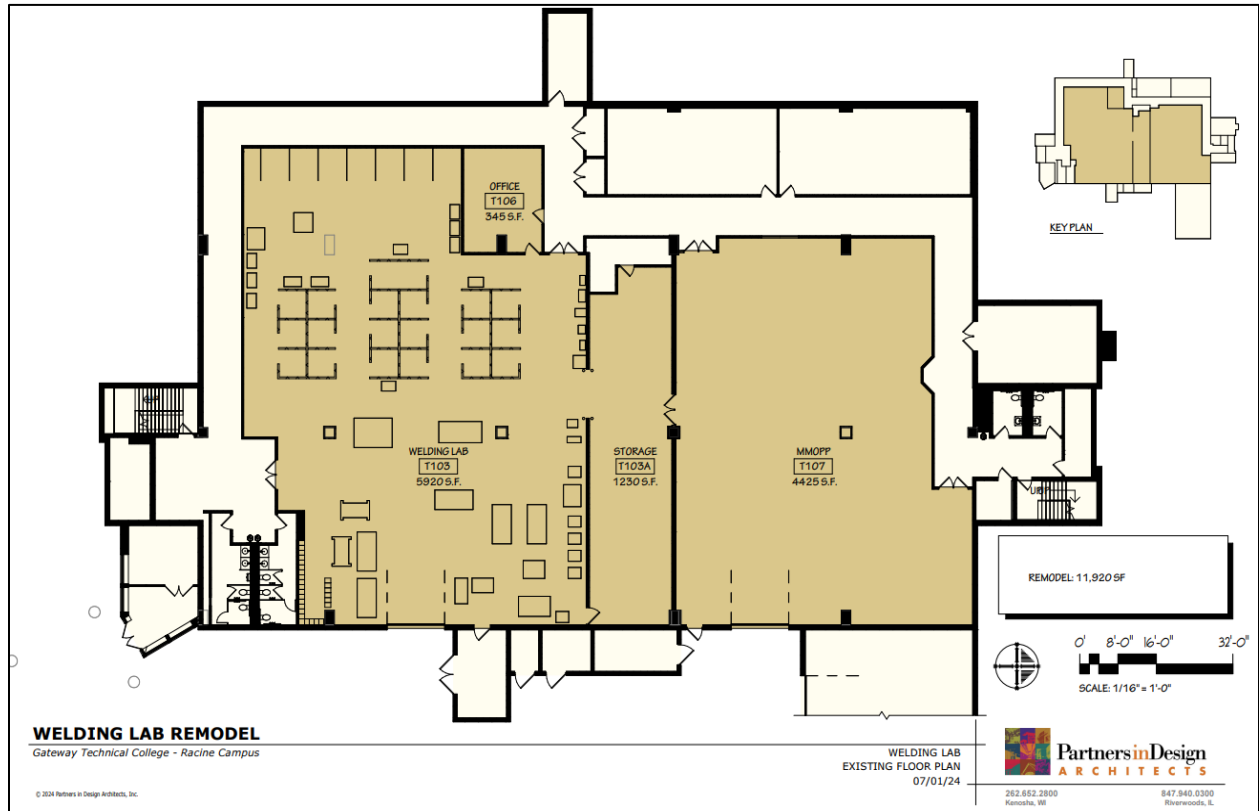 OFFICE
T106
345 S.F.
KEY PLAN
WELDING LAB
T103
5920 S.F.
STORAGE
T103A
1230 S.F.
MMOPP
T107
4425 S.F.
UP
REMODEL: 11,920 SF
0' 8'-0" 16'-0" 32'-0"
SCALE: 1/16" = 1'-0"
WELDING LAB REMODEL
Gateway Technical College - Racine Campus
WELDING LAB
EXISTING FLOOR PLAN
07/01/24
Partners in Design
ARCHITECTS
262.652.2800
Kenosha, WI
847.940.0300
Riverwoods, IL
© 2024 Partners in Design Architects, Inc.